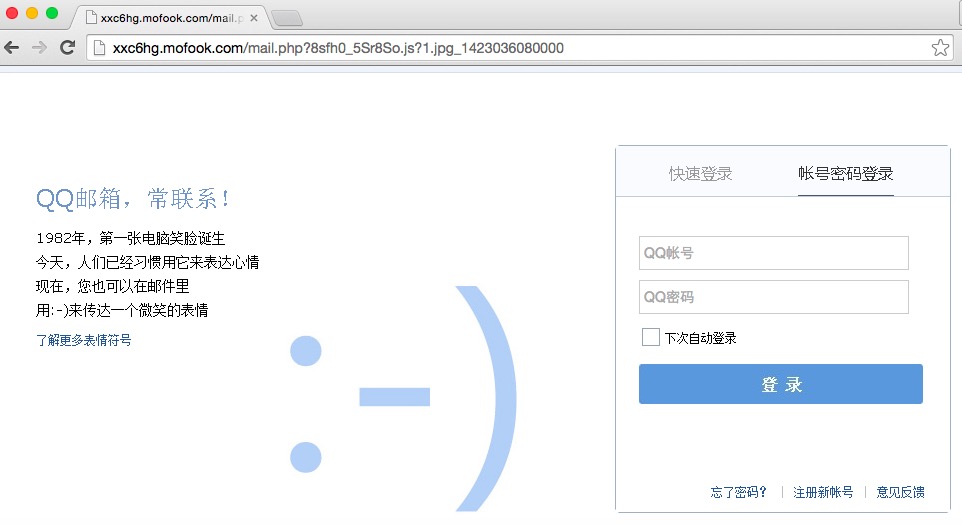 xxc6hg.mofook.com/mail.p
xxc6hg.mofook.com/mail.php?8sfh0_5Sr8So.js?1.jpg_1423036080000
QQ邮箱，常联系！
1982年，第一张电脑笑脸诞生
今天，人们已经习惯用它来表达心情
现在，您也可以在邮件里
用:-)来传达一个微笑的表情
了解更多表情符号
:-)
快速登录 帐号密码登录
QQ帐号
QQ密码
下次自动登录
登 录
忘了密码？ | 注册新帐号 | 意见反馈